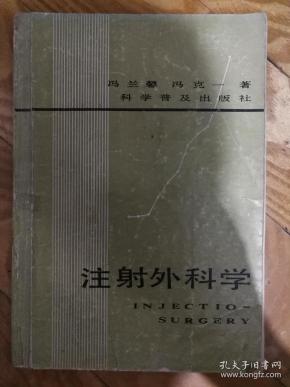 冯兰馨 冯克一 著
科学普及出版社
注射外科学
INJECTIO-
SURGERY
孔夫子旧书网